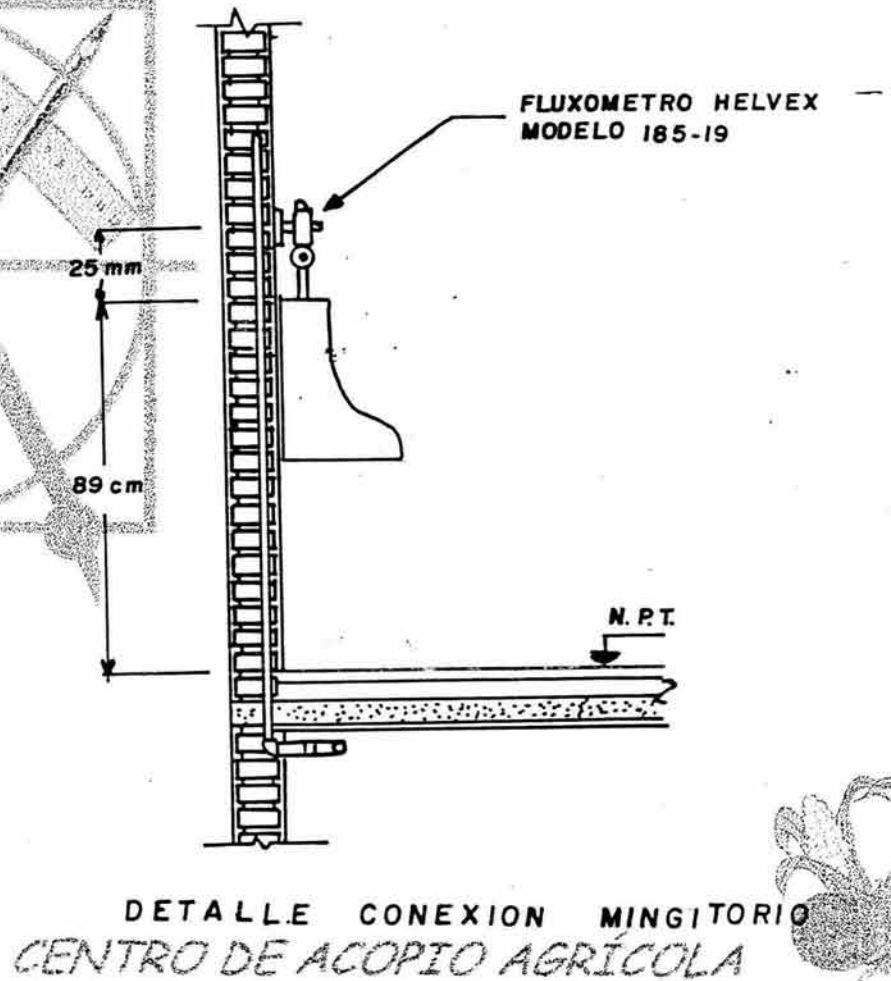 FLUXOMETRO HELVEX
MODELO 185-19
25 mm
89 cm
N.P.T.
DETALLE CONEXION MINGITORIO
CENTRO DE ACOPIO AGRÍCOLA